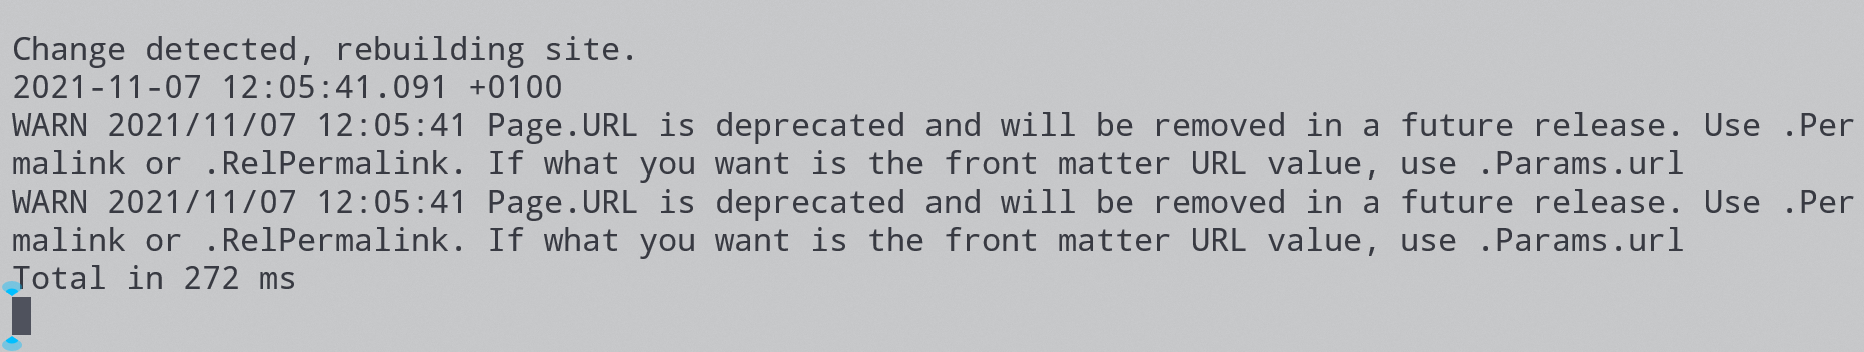 Change detected, rebuilding site.
2021-11-07 12:05:41.091 +0100
WARN 2021/11/07 12:05:41 Page.URL is deprecated and will be removed in a future release. Use .Per
malink or .RelPermalink. If what you want is the front matter URL value, use .Params.url
WARN 2021/11/07 12:05:41 Page.URL is deprecated and will be removed in a future release. Use .Per
malink or .RelPermalink. If what you want is the front matter URL value, use .Params.url
Total in 272 ms